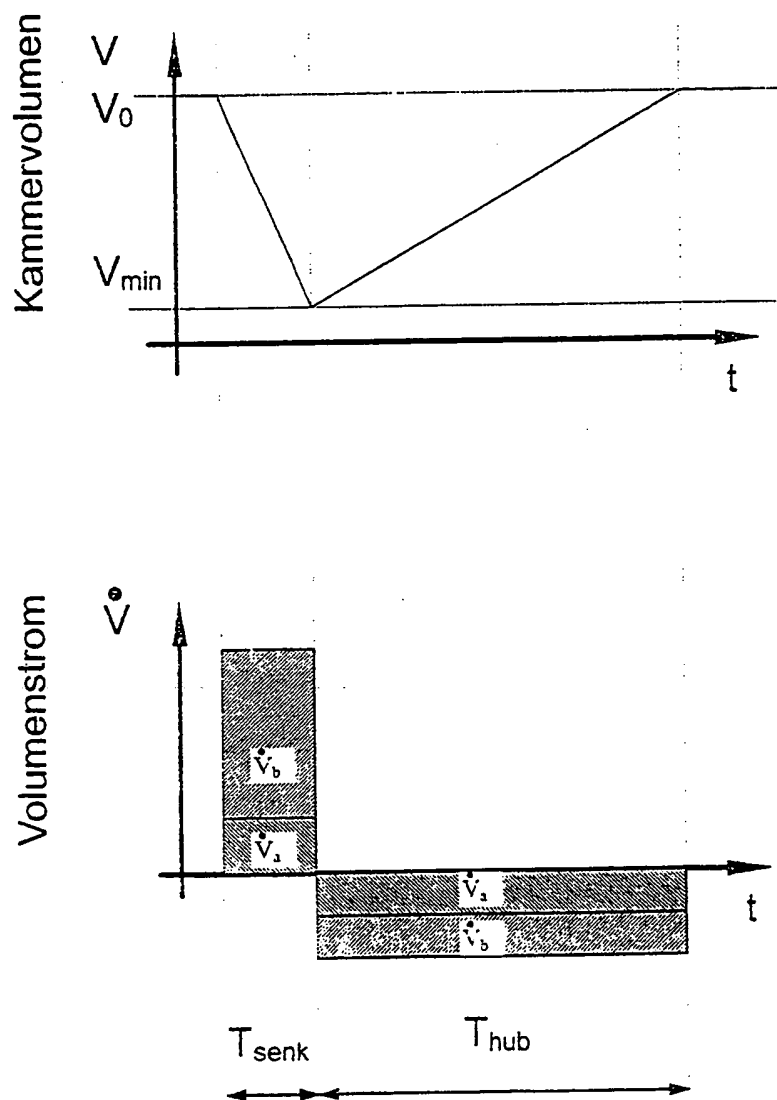 Kammervolumen
V
V0
Vmin
t
Volumenstrom
V̇
V̇b
V̇a
V̇a
V̇b
t
Tsenk
Thub